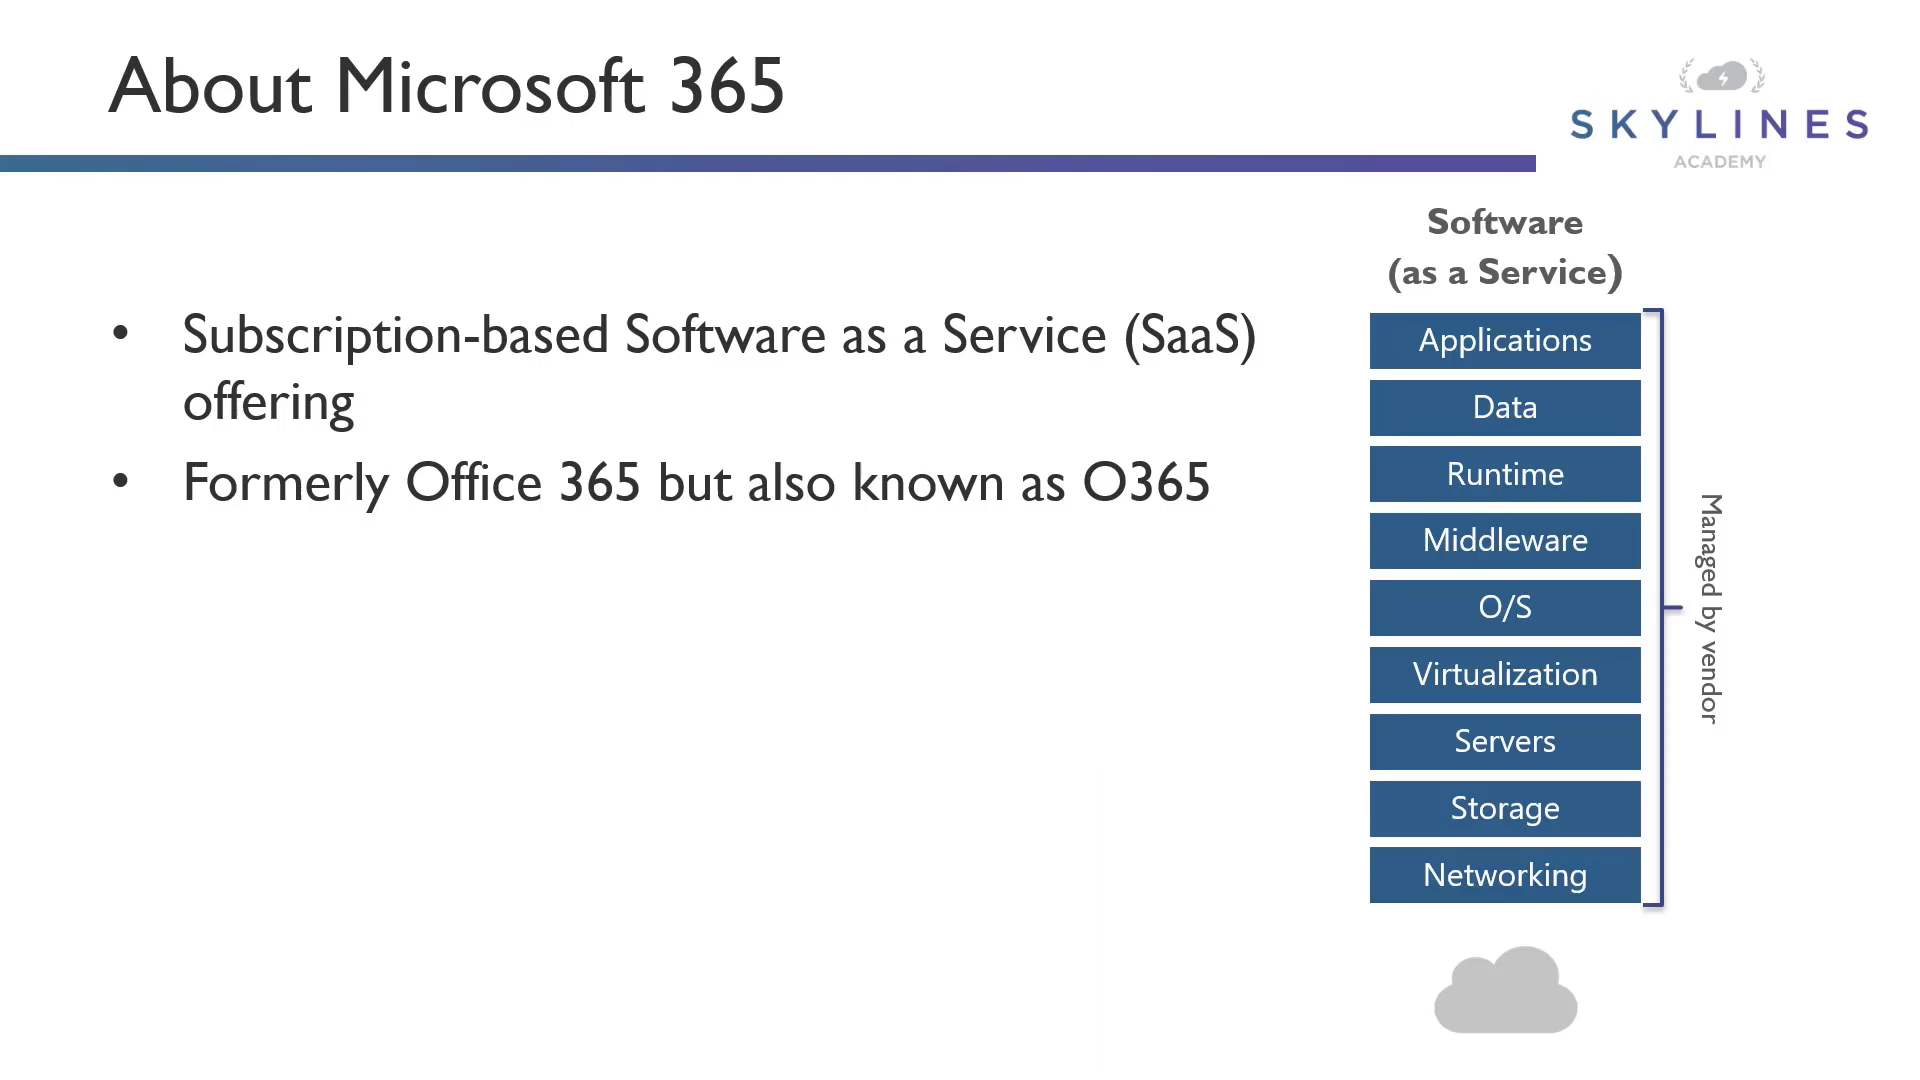 About Microsoft 365
SKYLINES
ACADEMY
• Subscription-based Software as a Service (SaaS)
offering
• Formerly Office 365 but also known as O365
Software
(as a Service)
Applications
Data
Runtime
Middleware
O/S
Virtualization
Servers
Storage
Networking
Managed by vendor